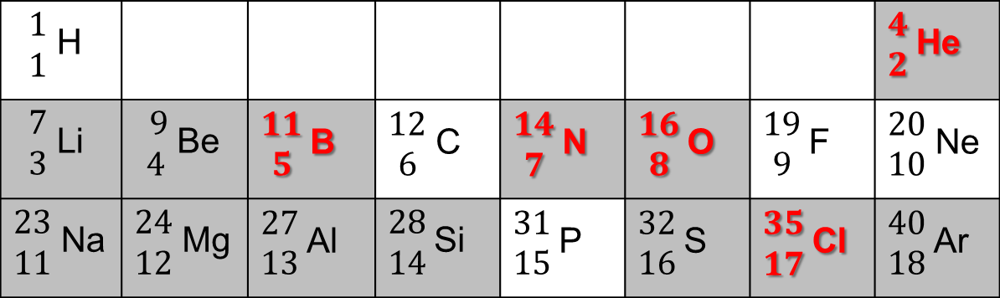 1 H 1 4 He 2
7 Li 3 9 Be 4 11 B 5 12 C 6 14 N 7 16 O 8 19 F 9 20 Ne 10
23 Na 11 24 Mg 12 27 Al 13 28 Si 14 31 P 15 32 S 16 35 Cl 17 40 Ar 18